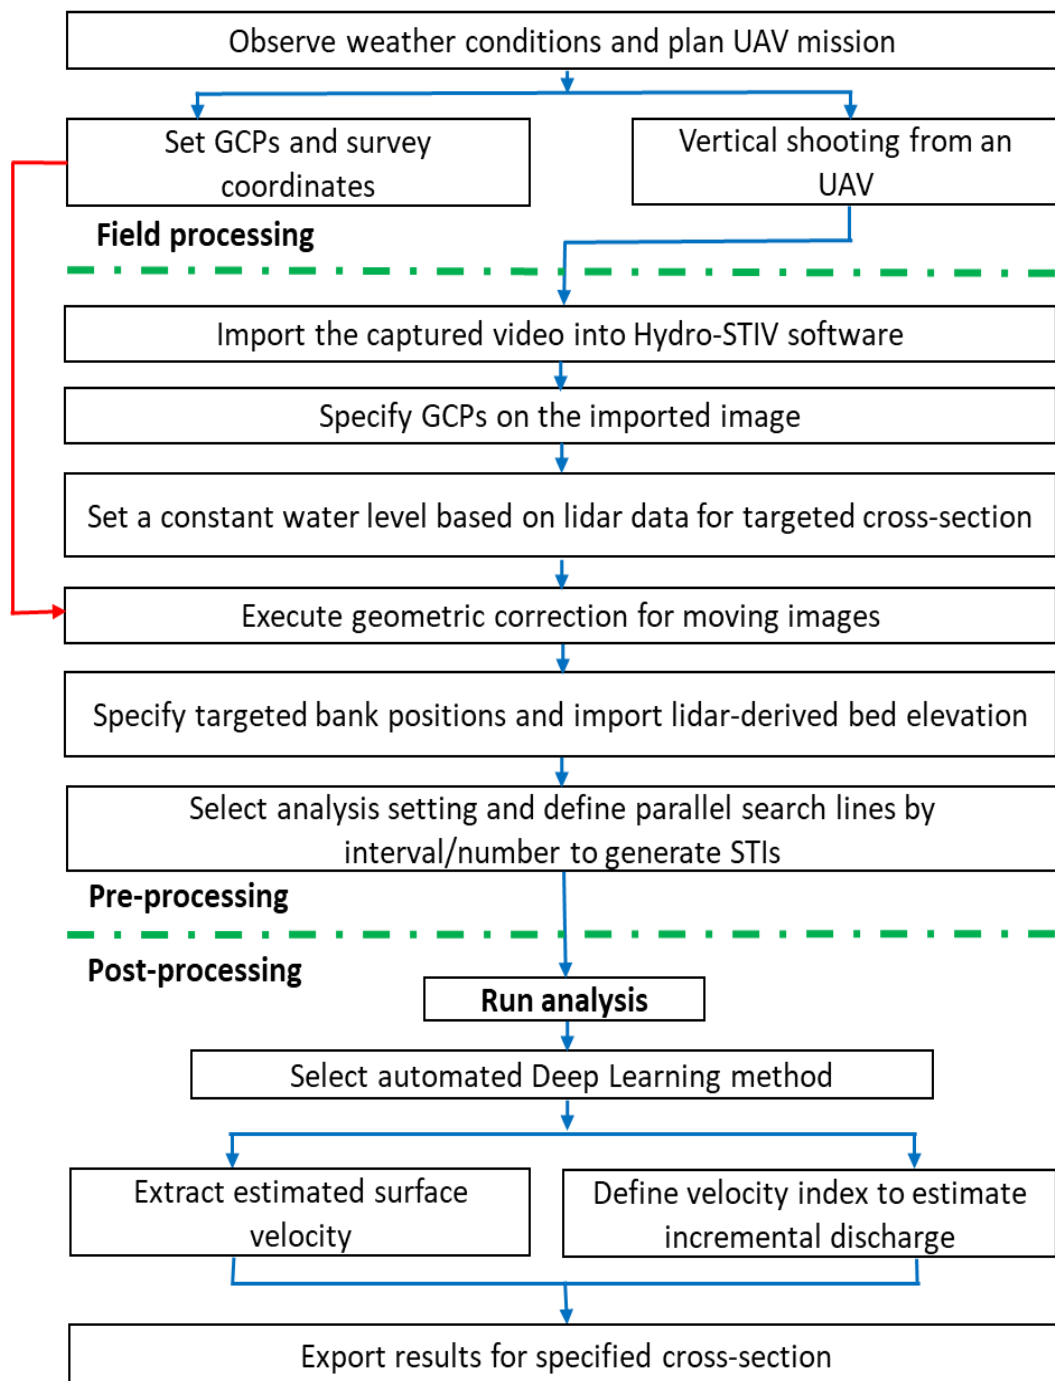 Observe weather conditions and plan UAV mission
Set GCPs and survey
coordinates
Vertical shooting from an
UAV
Field processing
Import the captured video into Hydro-STIV software
Specify GCPs on the imported image
Set a constant water level based on lidar data for targeted cross-section
Execute geometric correction for moving images
Specify targeted bank positions and import lidar-derived bed elevation
Select analysis setting and define parallel search lines by
interval/number to generate STIs
Pre-processing
Post-processing
Run analysis
Select automated Deep Learning method
Extract estimated surface
velocity
Define velocity index to estimate
incremental discharge
Export results for specified cross-section